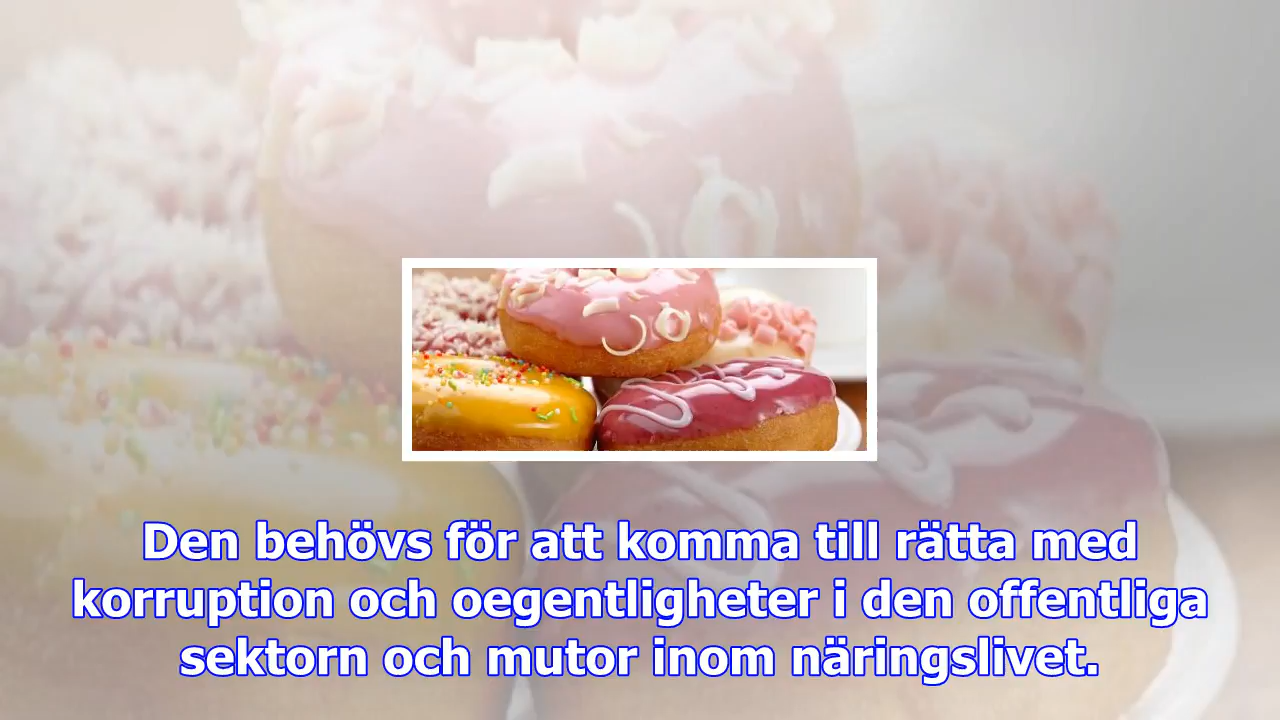 Den behövs för att komma till rätta med
korruption och oegentligheter i den offentliga
sektorn och mutor inom näringslivet.